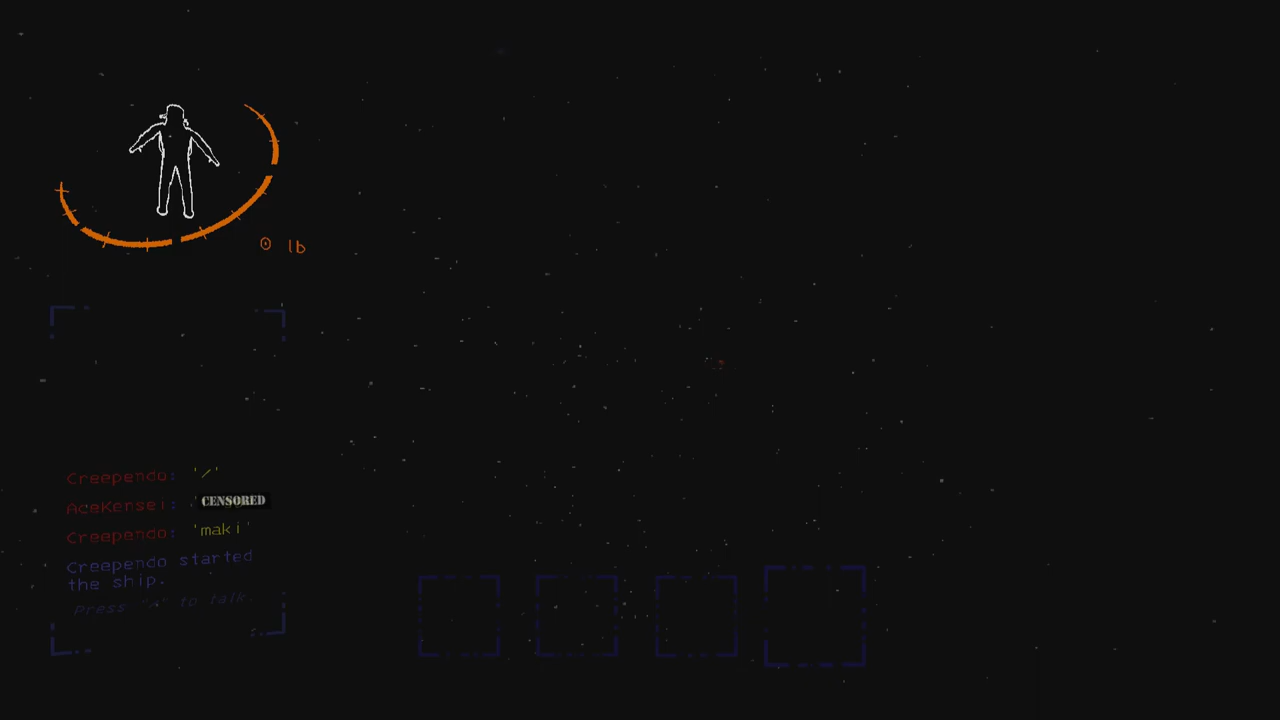 0 lb
Creependo: '/'
AceKensei: ' CENSORED
Creependo: 'maki'
Creependo started
the ship.
Press "/" to talk.